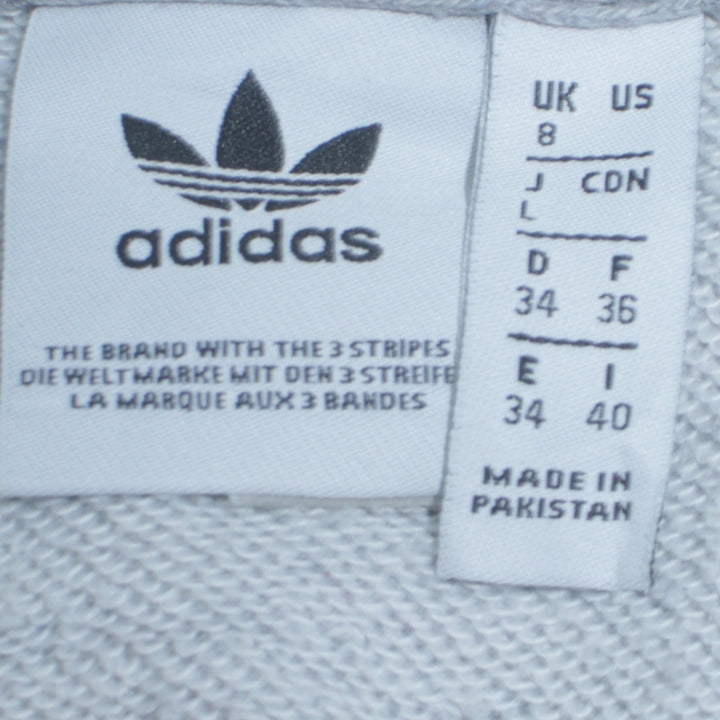 adidas
THE BRAND WITH THE 3 STRIPES
DIE WELTMARKE MIT DEN 3 STREIFE
LA MARQUE AUX 3 BANDES
UK US
8
J CDN
L
D F
34 36
E I
34 40
MADE IN
PAKISTAN